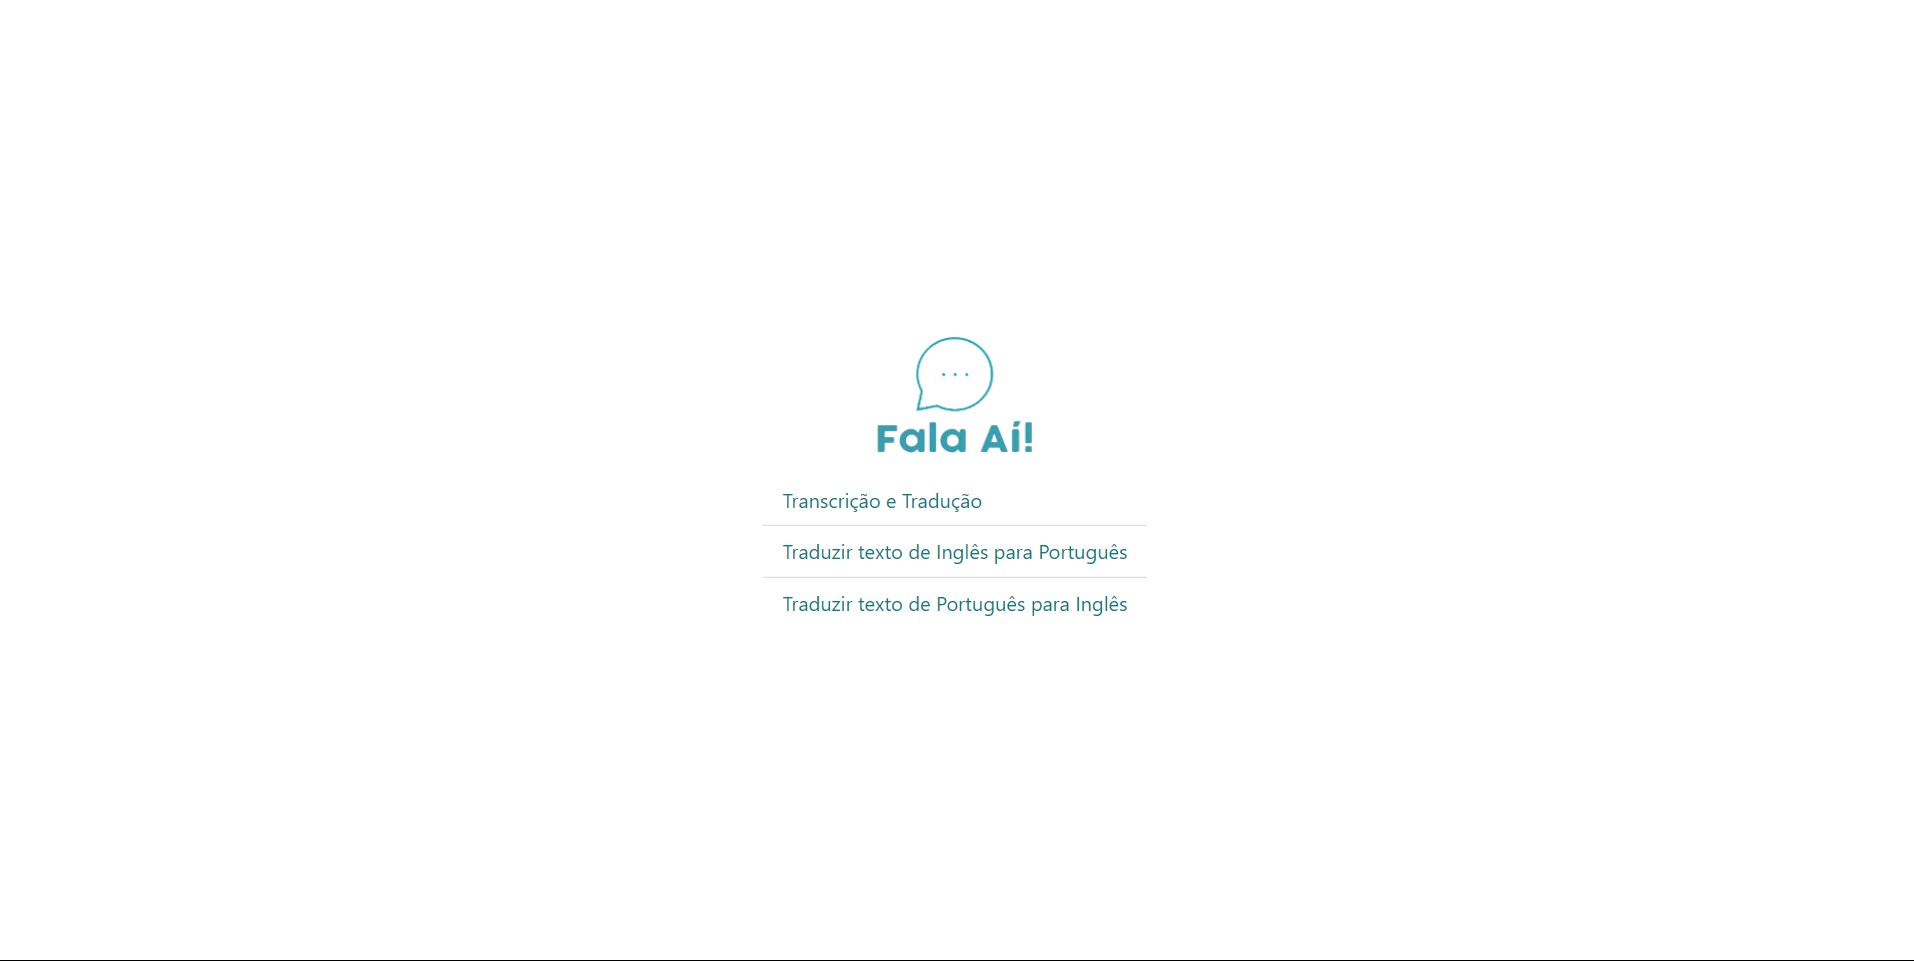 Fala Aí!
Transcrição e Tradução
Traduzir texto de Inglês para Português
Traduzir texto de Português para Inglês